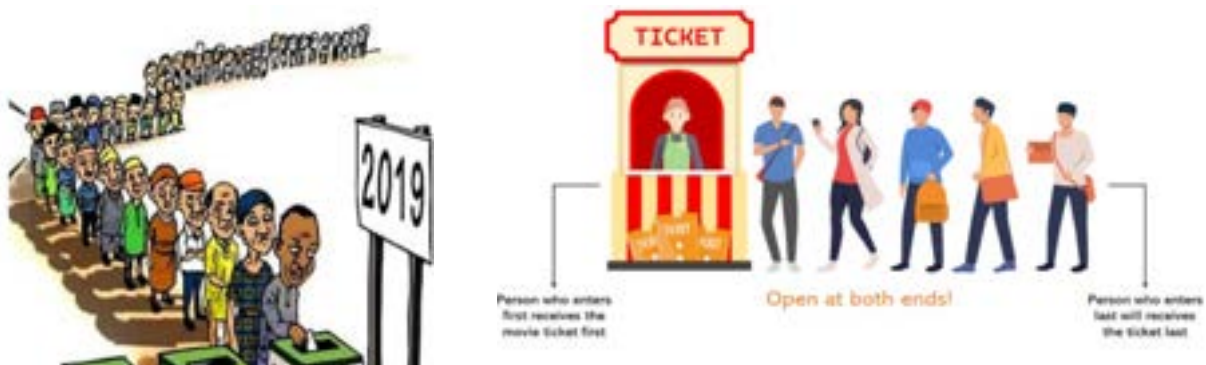 2019
TICKET
Person who enters
first receives the
movie ticket first
Open at both ends!
Person who enters
last will receives
the ticket last